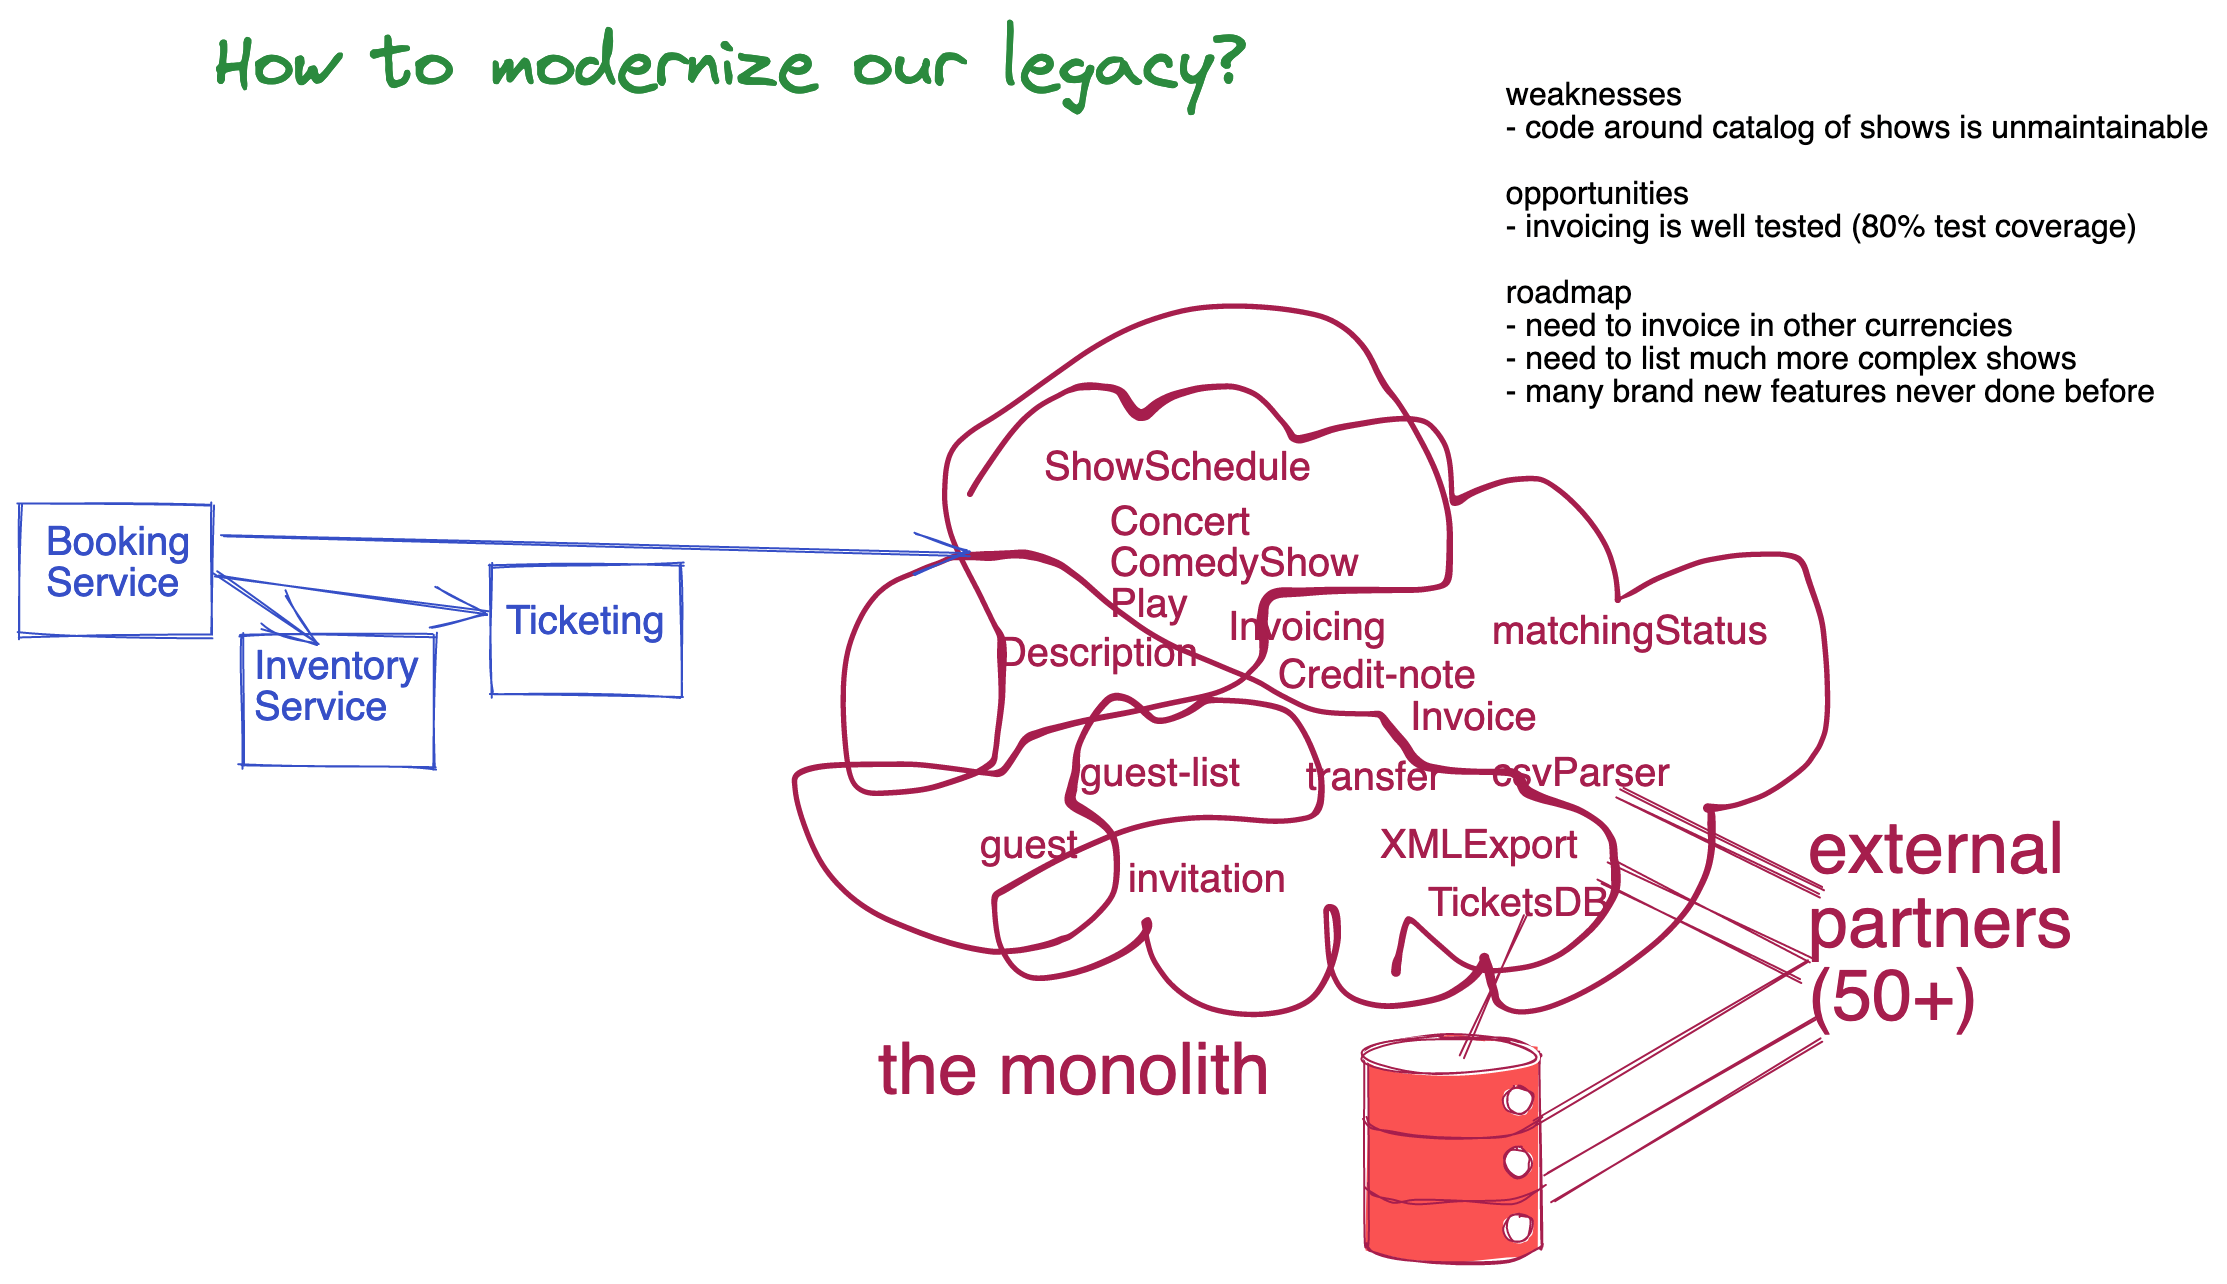 How to modernize our legacy?
weaknesses
- code around catalog of shows is unmaintainable
opportunities
- invoicing is well tested (80% test coverage)
roadmap
- need to invoice in other currencies
- need to list much more complex shows
- many brand new features never done before
Booking
Service
Inventory
Service
Ticketing
ShowSchedule
Concert
ComedyShow
Play
Description
Invoicing
Credit-note
Invoice
matchingStatus
guest-list
transfer
csvParser
guest
invitation
XMLExport
TicketsDB
external
partners
(50+)
the monolith